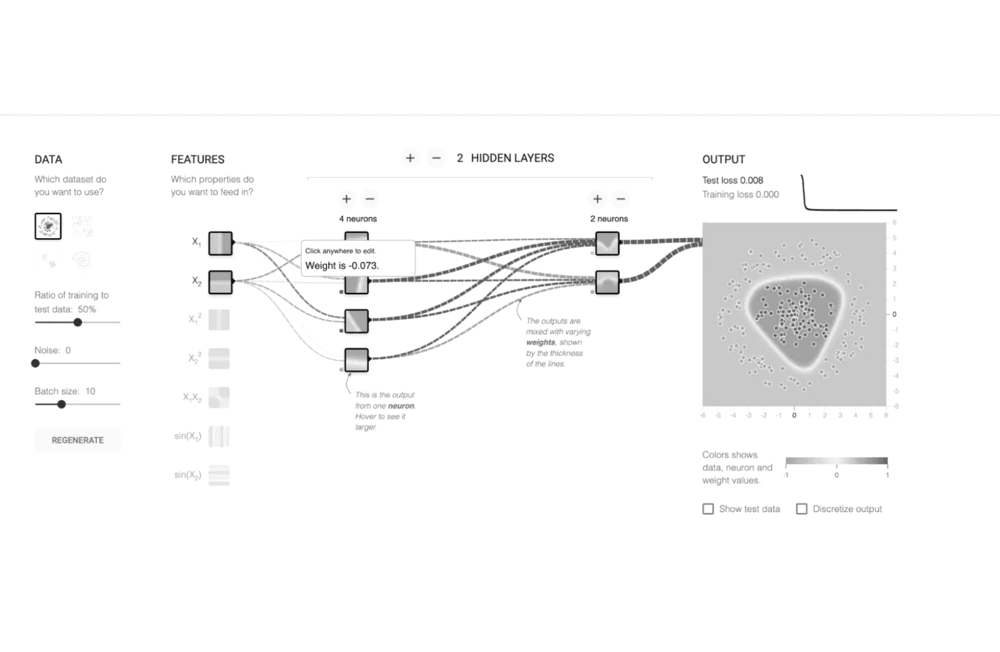 DATA
Which dataset do
you want to use?
Ratio of training to
test data: 50%
Noise: 0
Batch size: 10
REGENERATE
FEATURES
Which properties do
you want to feed in?
X1
X2
X1²
X2²
X1X2
sin(X1)
sin(X2)
+ − 2 HIDDEN LAYERS
+ −
4 neurons
+ −
2 neurons
Click anywhere to edit.
Weight is -0.073.
The outputs are
mixed with varying
weights, shown
by the thickness
of the lines.
This is the output
from one neuron.
Hover to see it
larger.
OUTPUT
Test loss 0.008
Training loss 0.000
6
5
4
3
2
1
0
-1
-2
-3
-4
-5
-6
-6 -5 -4 -3 -2 -1 0 1 2 3 4 5 6
Colors shows
data, neuron and
weight values.
-1 0 1
Show test data
Discretize output